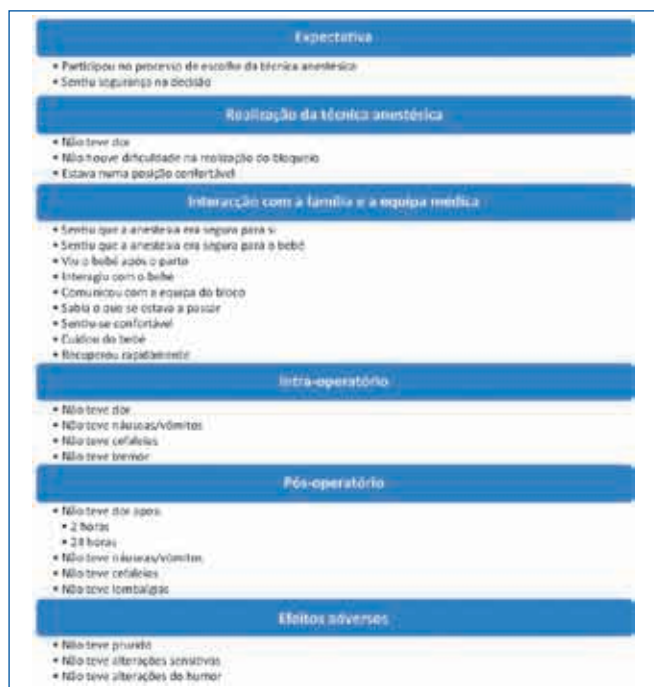 Expectativa
• Participou no processo de escolha da técnica anestésica
• Sentiu segurança na decisão
Realização da técnica anestésica
• Não teve dor
• Não houve dificuldade na realização do bloqueio
• Estava numa posição confortável
Interacção com a família e a equipa médica
• Sentiu que a anestesia era segura para si
• Sentiu que a anestesia era segura para o bebé
• Viu o bebé após o parto
• Interagiu com o bebé
• Comunicou com a equipa do bloco
• Sabia o que se estava a passar
• Sentiu-se confortável
• Cuidou do bebé
• Recuperou rapidamente
Intra-operatório
• Não teve dor
• Não teve náuseas/vómitos
• Não teve cefaleias
• Não teve tremor
Pós-operatório
• Não teve dor após
• 2 horas
• horas
• Não teve náuseas/vómitos
• Não teve cefaleias
• Não teve lombalgias
Efeitos adversos
• Não teve prurido
• Não teve alterações sensitivas
• Não teve alterações do humor